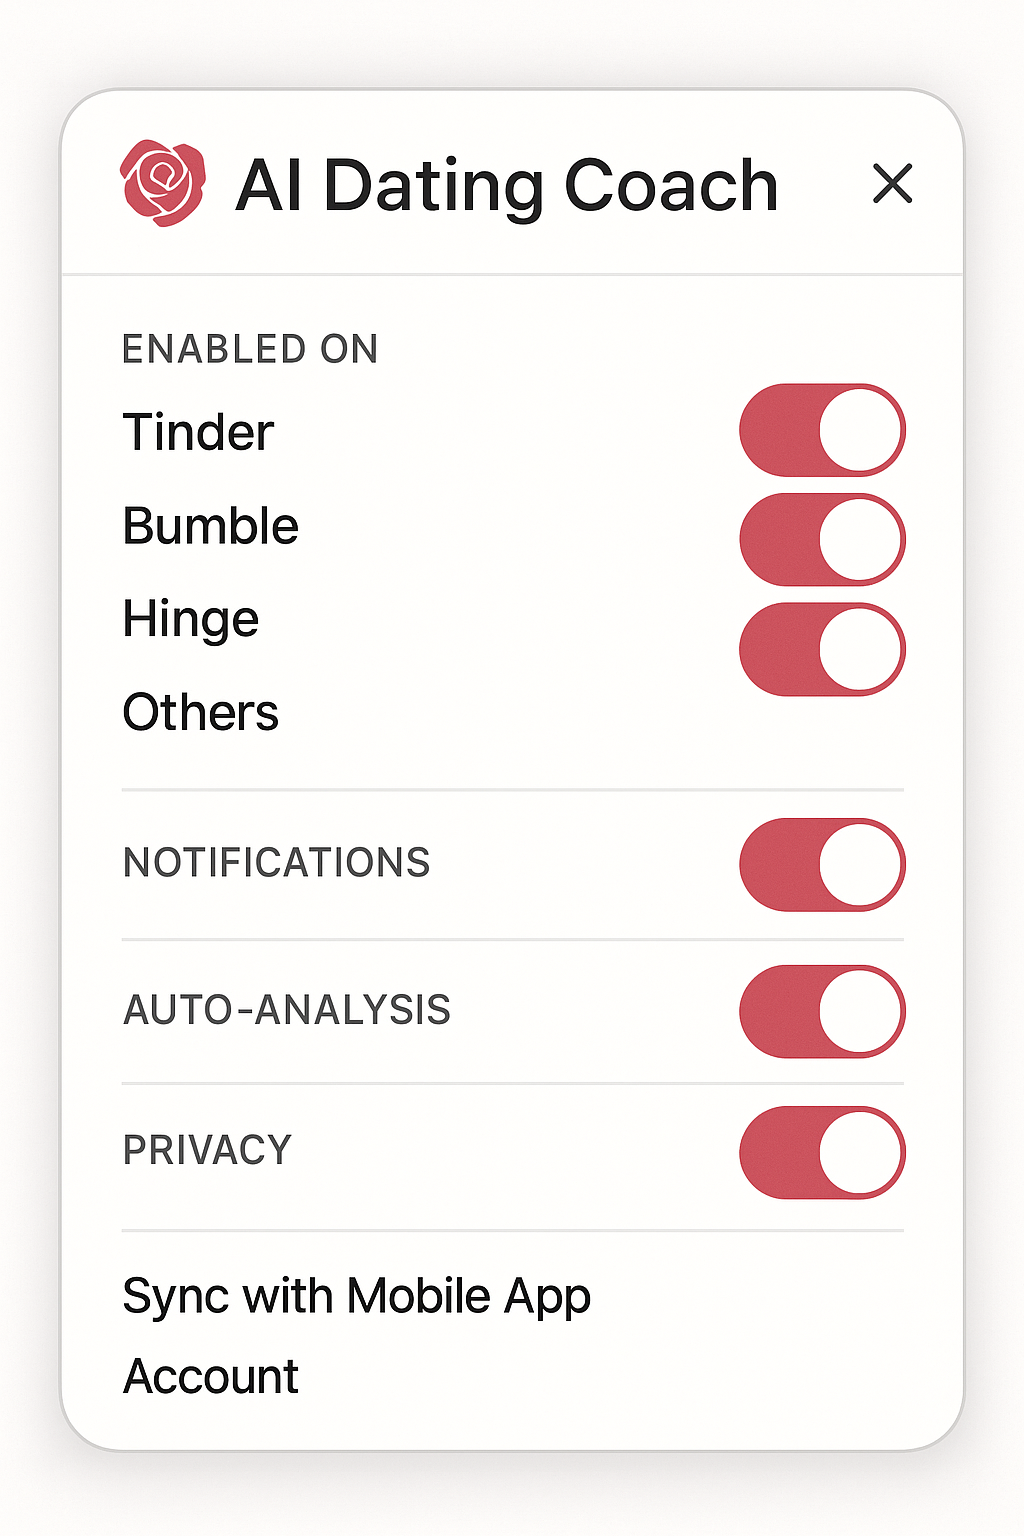 AI Dating Coach
ENABLED ON
Tinder
Bumble
Hinge
Others
NOTIFICATIONS
AUTO-ANALYSIS
PRIVACY
Sync with Mobile App
Account